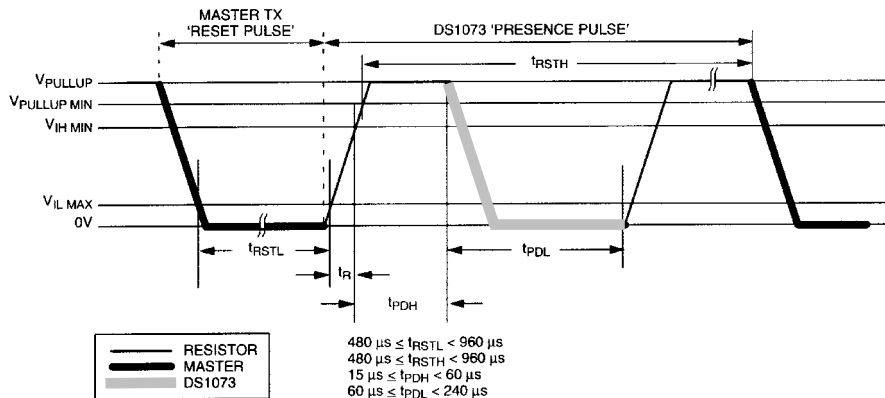 MASTER TX
'RESET PULSE'
DS1073 'PRESENCE PULSE'
tRSTH
VPULLUP
VPULLUP MIN
VIH MIN
VIL MAX
0V
tRSTL
tR
tPDL
tPDH
RESISTOR
MASTER
DS1073
480 µs ≤ tRSTL < 960 µs
480 µs ≤ tRSTH < 960 µs
15 µs ≤ tPDH < 60 µs
60 µs ≤ tPDL < 240 µs